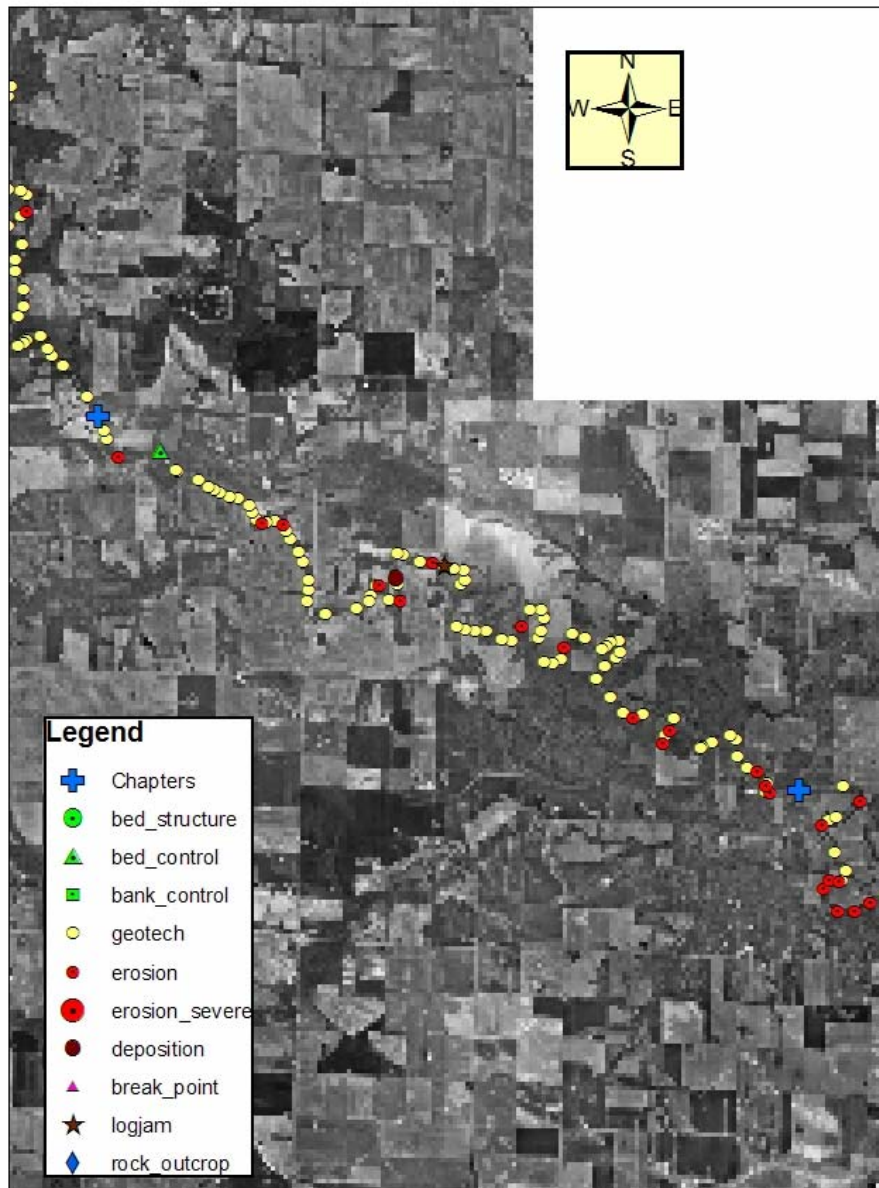 N
W E
S
Legend
Chapters
bed_structure
bed_control
bank_control
geotech
erosion
erosion_severe
deposition
break_point
logjam
rock_outcrop